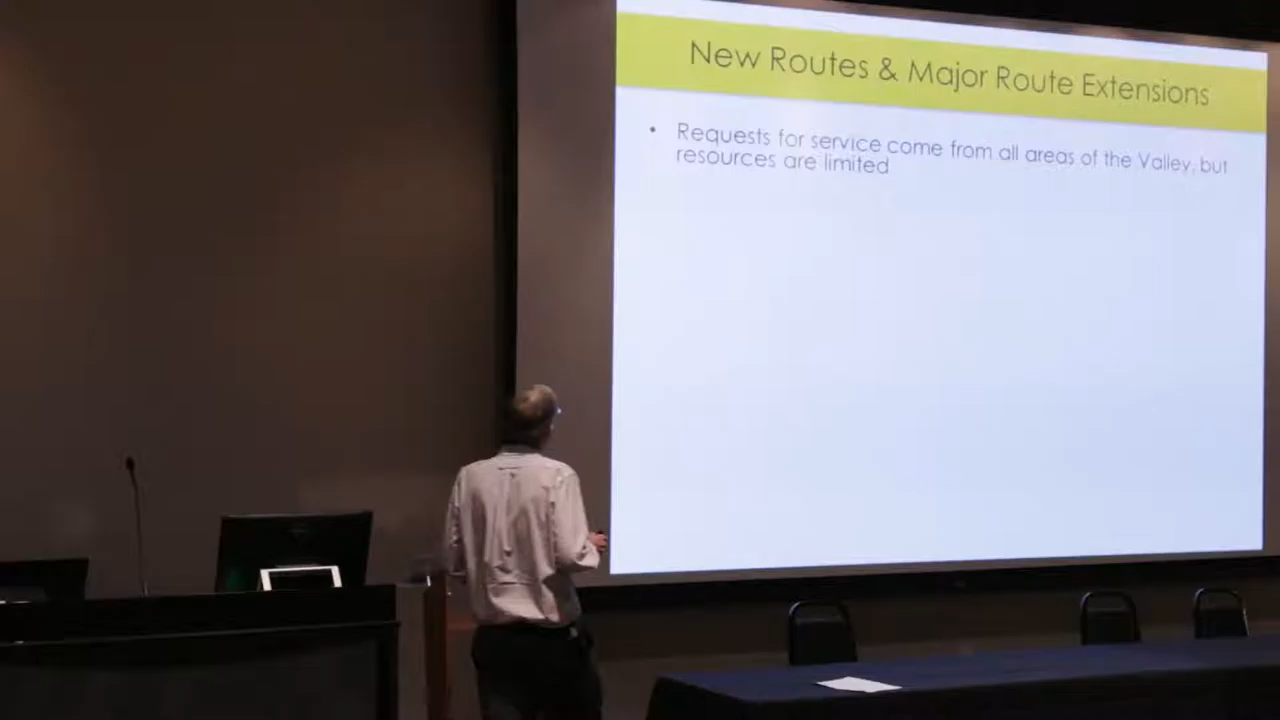 New Routes & Major Route Extensions
• Requests for service come from all areas of the Valley, but
resources are limited